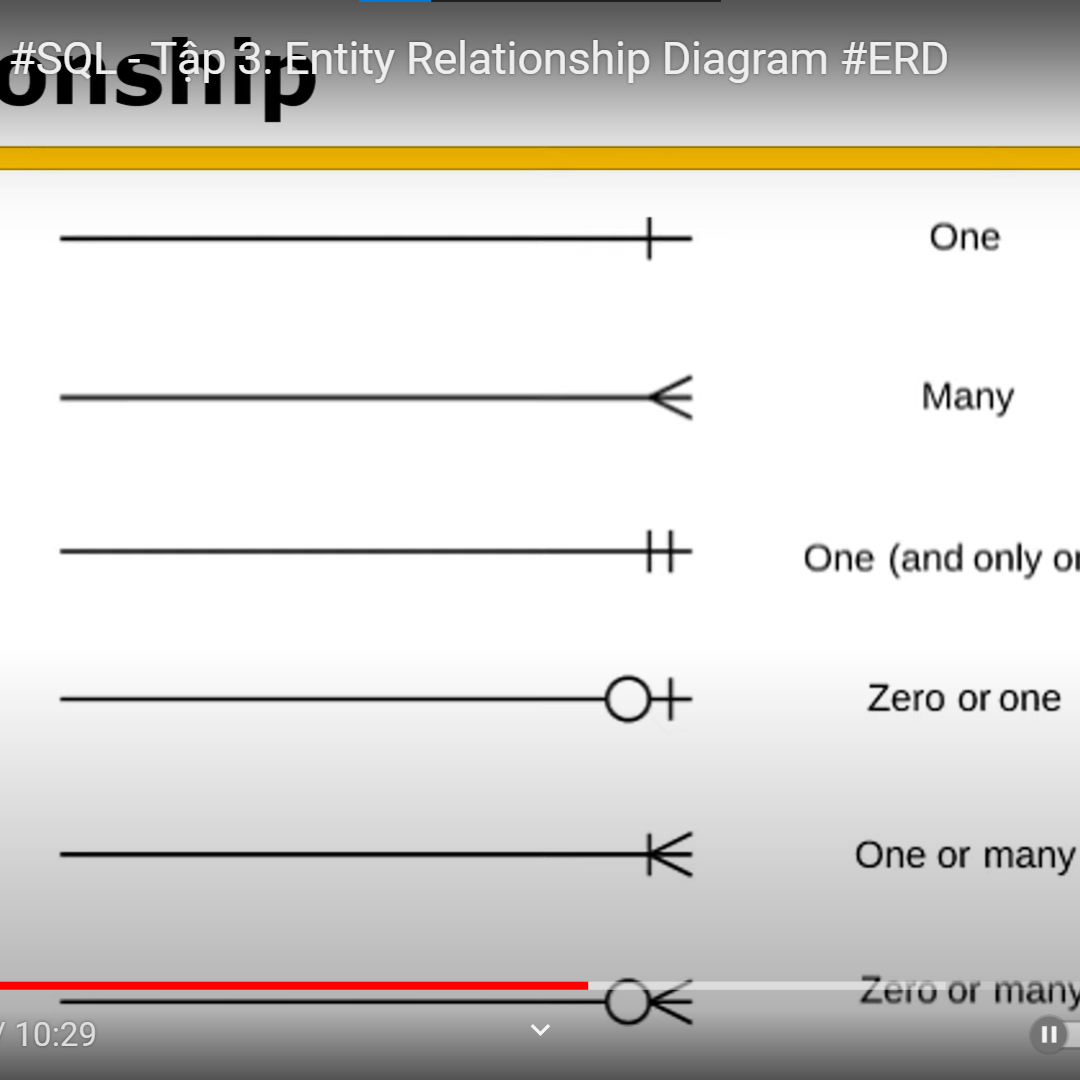 #SQL - Tập 3: Entity Relationship Diagram #ERD
onship
One
Many
One (and only or
Zero or one
One or many
Zero or many
/ 10:29